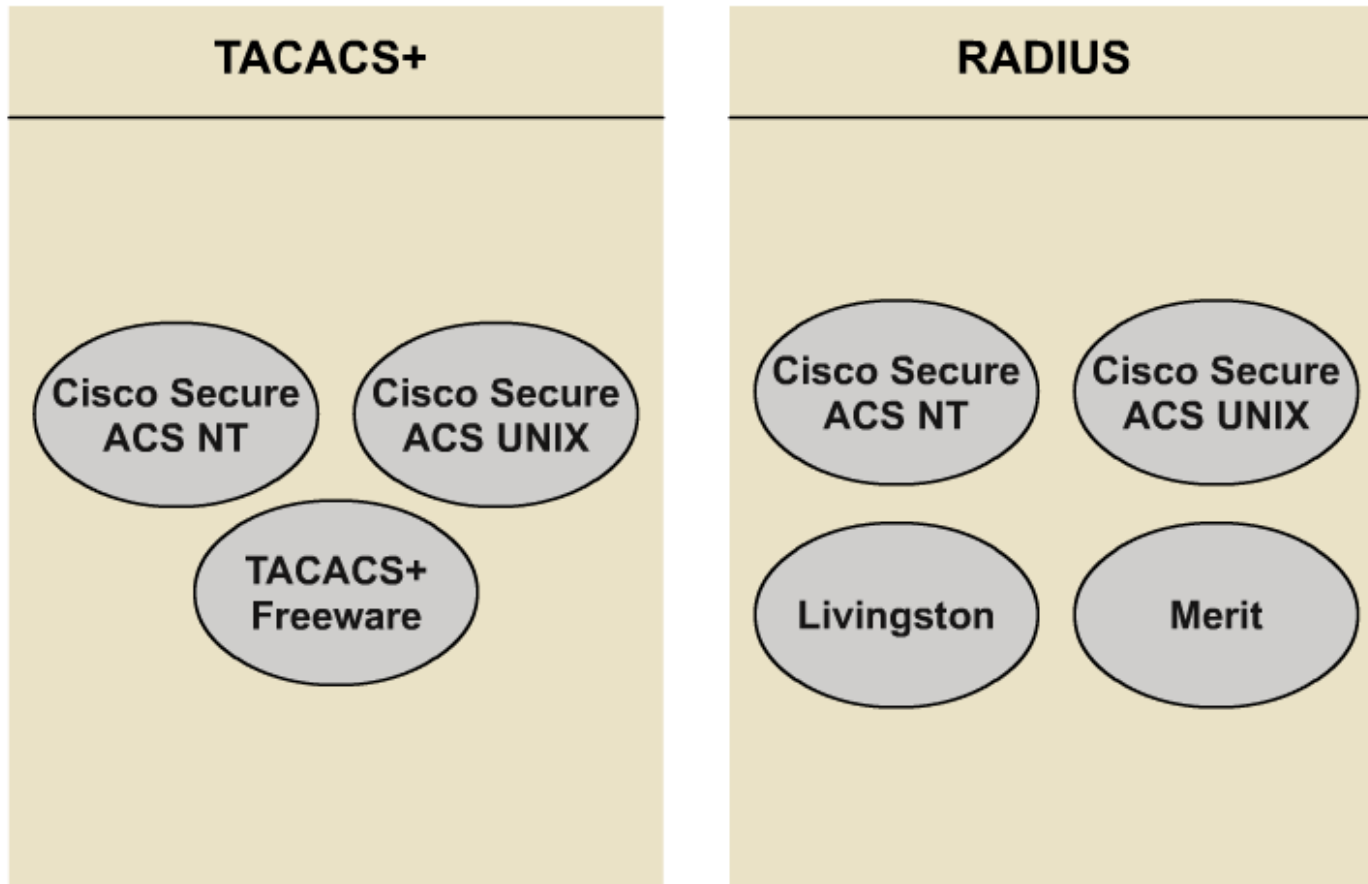 TACACS+
Cisco Secure
ACS NT
Cisco Secure
ACS UNIX
TACACS+
Freeware
RADIUS
Cisco Secure
ACS NT
Cisco Secure
ACS UNIX
Livingston
Merit